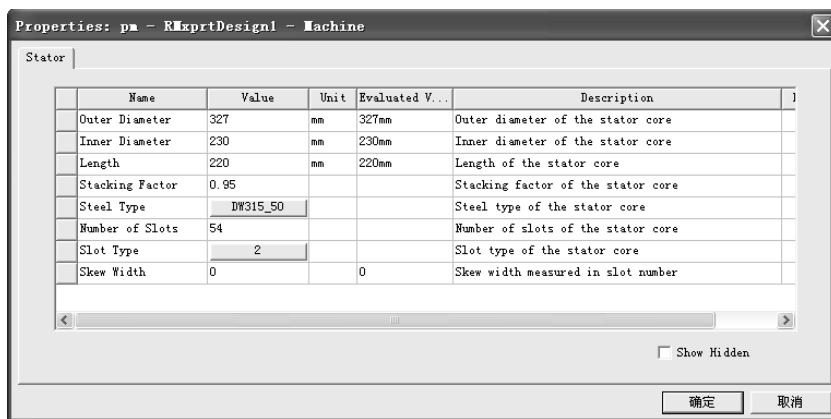 Properties: pm - RMxprtDesign1 - Machine
Stator
Name Value Unit Evaluated V... Description
Outer Diameter 327 mm 327mm Outer diameter of the stator core
Inner Diameter 230 mm 230mm Inner diameter of the stator core
Length 220 mm 220mm Length of the stator core
Stacking Factor 0.95 Stacking factor of the stator core
Steel Type DW315_50 Steel type of the stator core
Number of Slots 54 Number of slots of the stator core
Slot Type 2 Slot type of the stator core
Skew Width 0 0 Skew width measured in slot number
Show Hidden
确定 取消